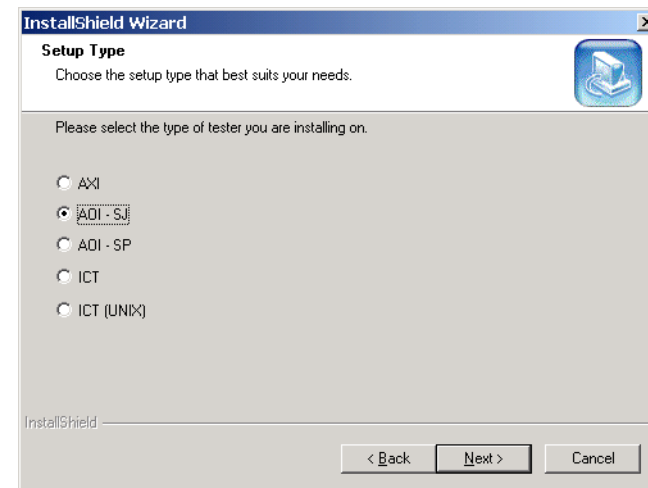 InstallShield Wizard
Setup Type
Choose the setup type that best suits your needs.
Please select the type of tester you are installing on.
AXI
AOI - SJ
AOI - SP
ICT
ICT (UNIX)
InstallShield
< Back Next > Cancel